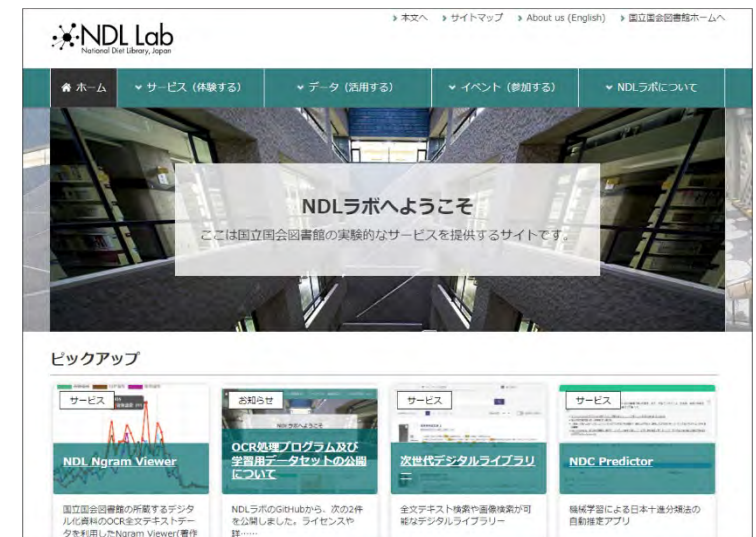 本文へ サイトマップ About us (English) 国立国会図書館ホームへ
NDL Lab
National Diet Library, Japan
ホーム サービス（体験する） データ（活用する） イベント（参加する） NDLラボについて
NDLラボへようこそ
ここは国立国会図書館の実験的なサービスを提供するサイトです。
ピックアップ
サービス
NDL Ngram Viewer
国立国会図書館の所蔵するデジタ
ル化資料のOCR全文テキストデー
タを利用したNgram Viewer(著作
お知らせ
OCR処理プログラム及び
学習用データセットの公開
について
NDLラボのGitHubから、次の2件
を公開しました。ライセンスや
詳……
サービス
次世代デジタルライブラリ
ー
全文テキスト検索や画像検索が可
能なデジタルライブラリー
サービス
NDC Predictor
機械学習による日本十進分類法の
自動推定アプリ